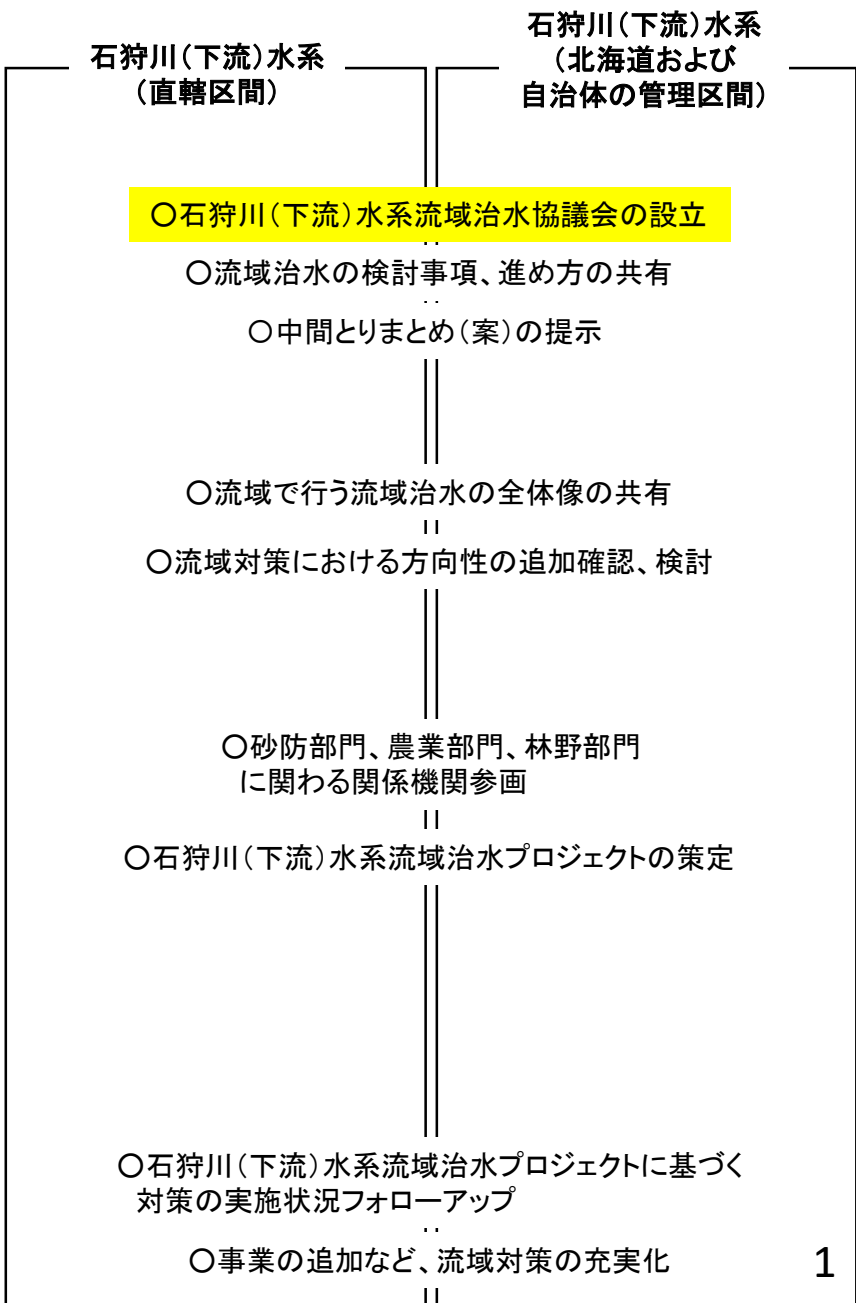 石狩川(下流)水系
(直轄区間)
石狩川(下流)水系
(北海道および
自治体の管理区間)
〇石狩川(下流)水系流域治水協議会の設立
〇流域治水の検討事項、進め方の共有
〇中間とりまとめ(案)の提示
〇流域で行う流域治水の全体像の共有
〇流域対策における方向性の追加確認、検討
〇砂防部門、農業部門、林野部門
に関わる関係機関参画
〇石狩川(下流)水系流域治水プロジェクトの策定
〇石狩川(下流)水系流域治水プロジェクトに基づく
対策の実施状況フォローアップ
〇事業の追加など、流域対策の充実化
1